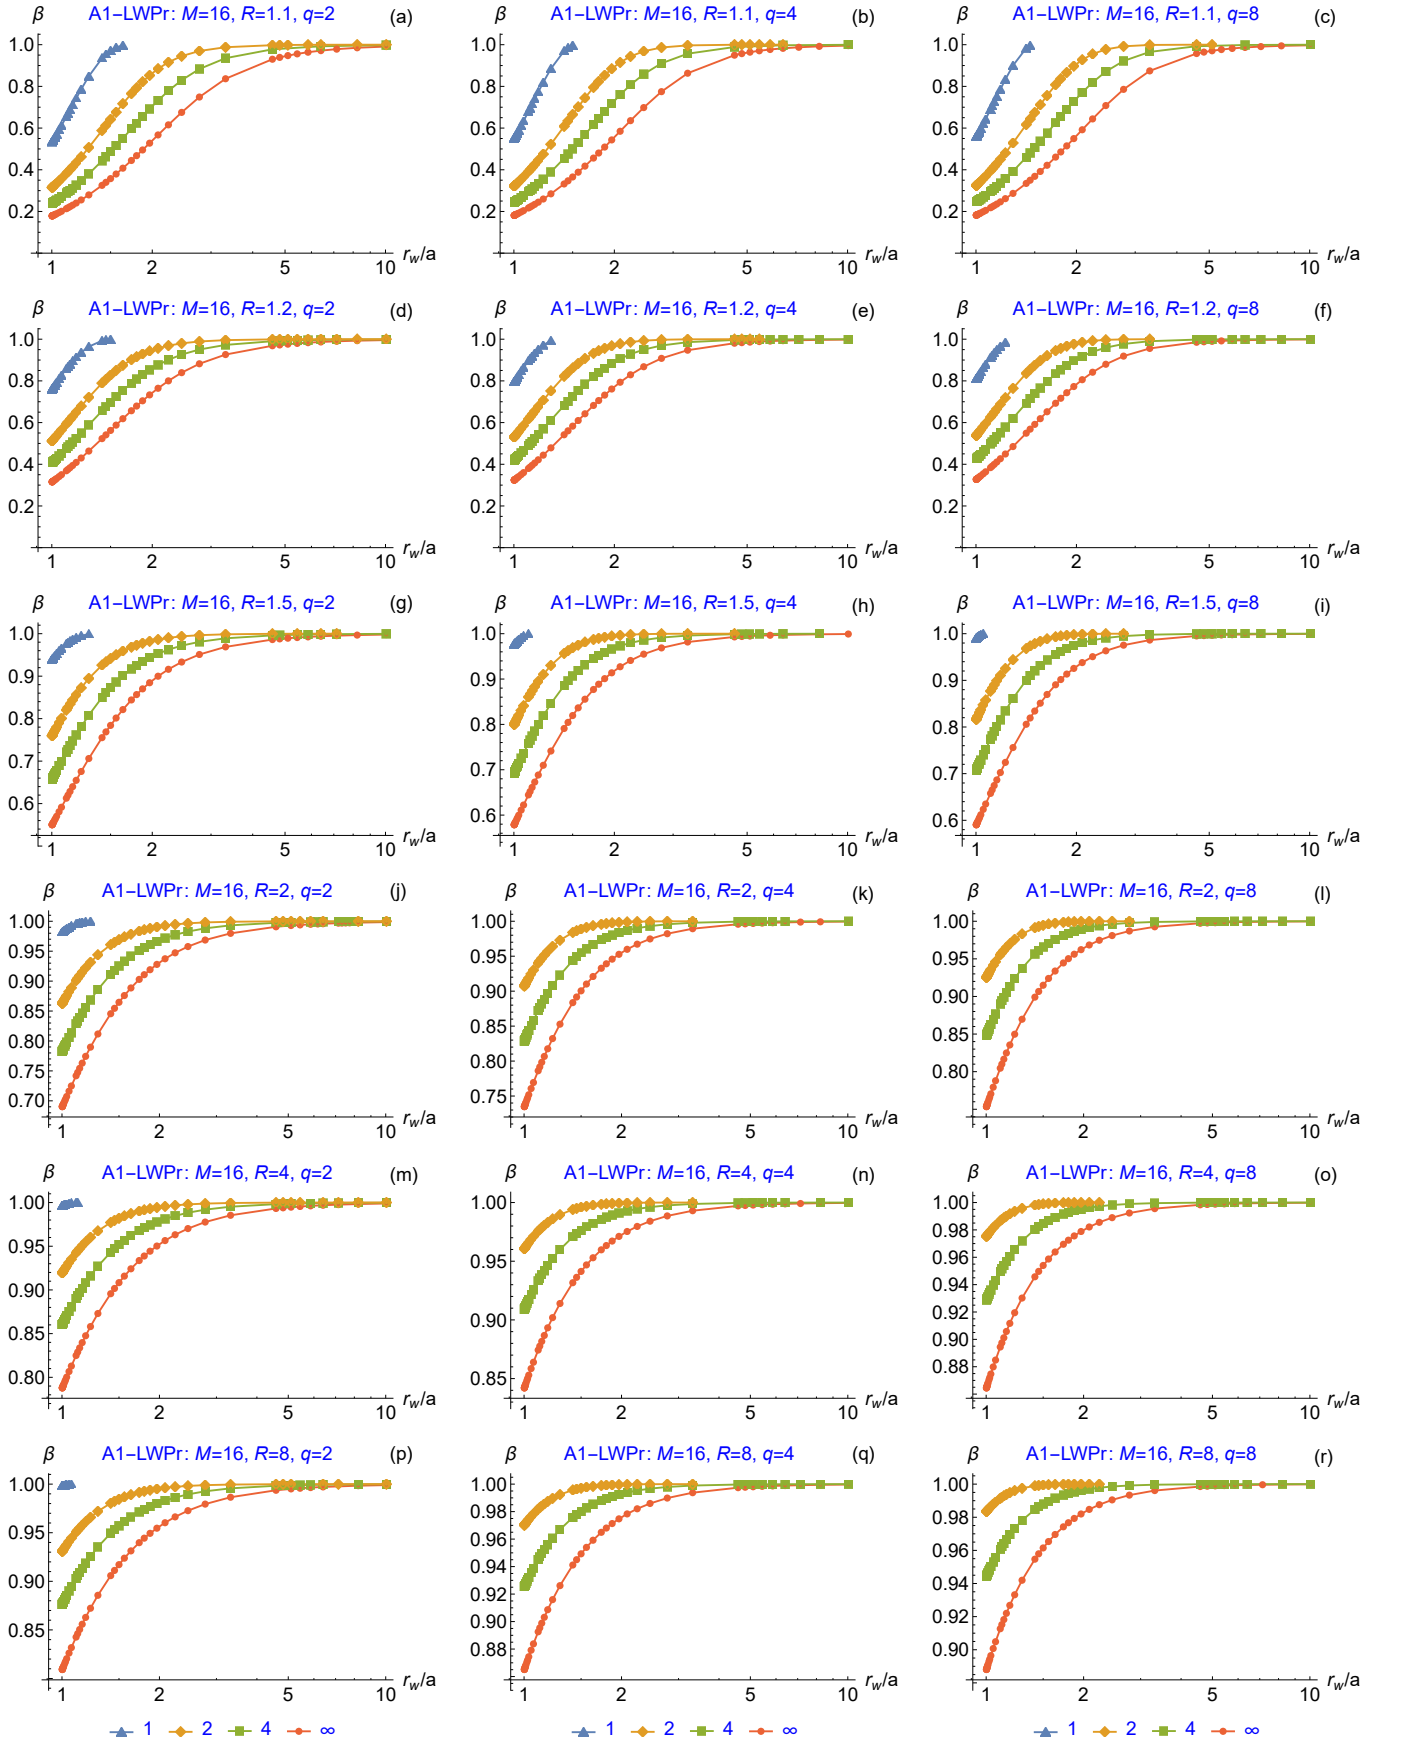 β A1–LWPr: M=16, R=1.1, q=2 (a)
1.0
0.8
0.6
0.4
0.2
1 2 5 10 r_w/a
β A1–LWPr: M=16, R=1.1, q=4 (b)
1.0
0.8
0.6
0.4
0.2
1 2 5 10 r_w/a
β A1–LWPr: M=16, R=1.1, q=8 (c)
1.0
0.8
0.6
0.4
0.2
1 2 5 10 r_w/a
β A1–LWPr: M=16, R=1.2, q=2 (d)
1.0
0.8
0.6
0.4
0.2
1 2 5 10 r_w/a
β A1–LWPr: M=16, R=1.2, q=4 (e)
1.0
0.8
0.6
0.4
0.2
1 2 5 10 r_w/a
β A1–LWPr: M=16, R=1.2, q=8 (f)
1.0
0.8
0.6
0.4
0.2
1 2 5 10 r_w/a
β A1–LWPr: M=16, R=1.5, q=2 (g)
1.0
0.9
0.8
0.7
0.6
1 2 5 10 r_w/a
β A1–LWPr: M=16, R=1.5, q=4 (h)
1.0
0.9
0.8
0.7
0.6
1 2 5 10 r_w/a
β A1–LWPr: M=16, R=1.5, q=8 (i)
1.0
0.9
0.8
0.7
0.6
1 2 5 10 r_w/a
β A1–LWPr: M=16, R=2, q=2 (j)
1.00
0.95
0.90
0.85
0.80
0.75
0.70
1 2 5 10 r_w/a
β A1–LWPr: M=16, R=2, q=4 (k)
1.00
0.95
0.90
0.85
0.80
0.75
1 2 5 10 r_w/a
β A1–LWPr: M=16, R=2, q=8 (l)
1.00
0.95
0.90
0.85
0.80
1 2 5 10 r_w/a
β A1–LWPr: M=16, R=4, q=2 (m)
1.00
0.95
0.90
0.85
0.80
1 2 5 10 r_w/a
β A1–LWPr: M=16, R=4, q=4 (n)
1.00
0.95
0.90
0.85
1 2 5 10 r_w/a
β A1–LWPr: M=16, R=4, q=8 (o)
1.00
0.98
0.96
0.94
0.92
0.90
0.88
1 2 5 10 r_w/a
β A1–LWPr: M=16, R=8, q=2 (p)
1.00
0.95
0.90
0.85
1 2 5 10 r_w/a
β A1–LWPr: M=16, R=8, q=4 (q)
1.00
0.98
0.96
0.94
0.92
0.90
0.88
1 2 5 10 r_w/a
β A1–LWPr: M=16, R=8, q=8 (r)
1.00
0.98
0.96
0.94
0.92
0.90
1 2 5 10 r_w/a
1 2 4 ∞
1 2 4 ∞
1 2 4 ∞